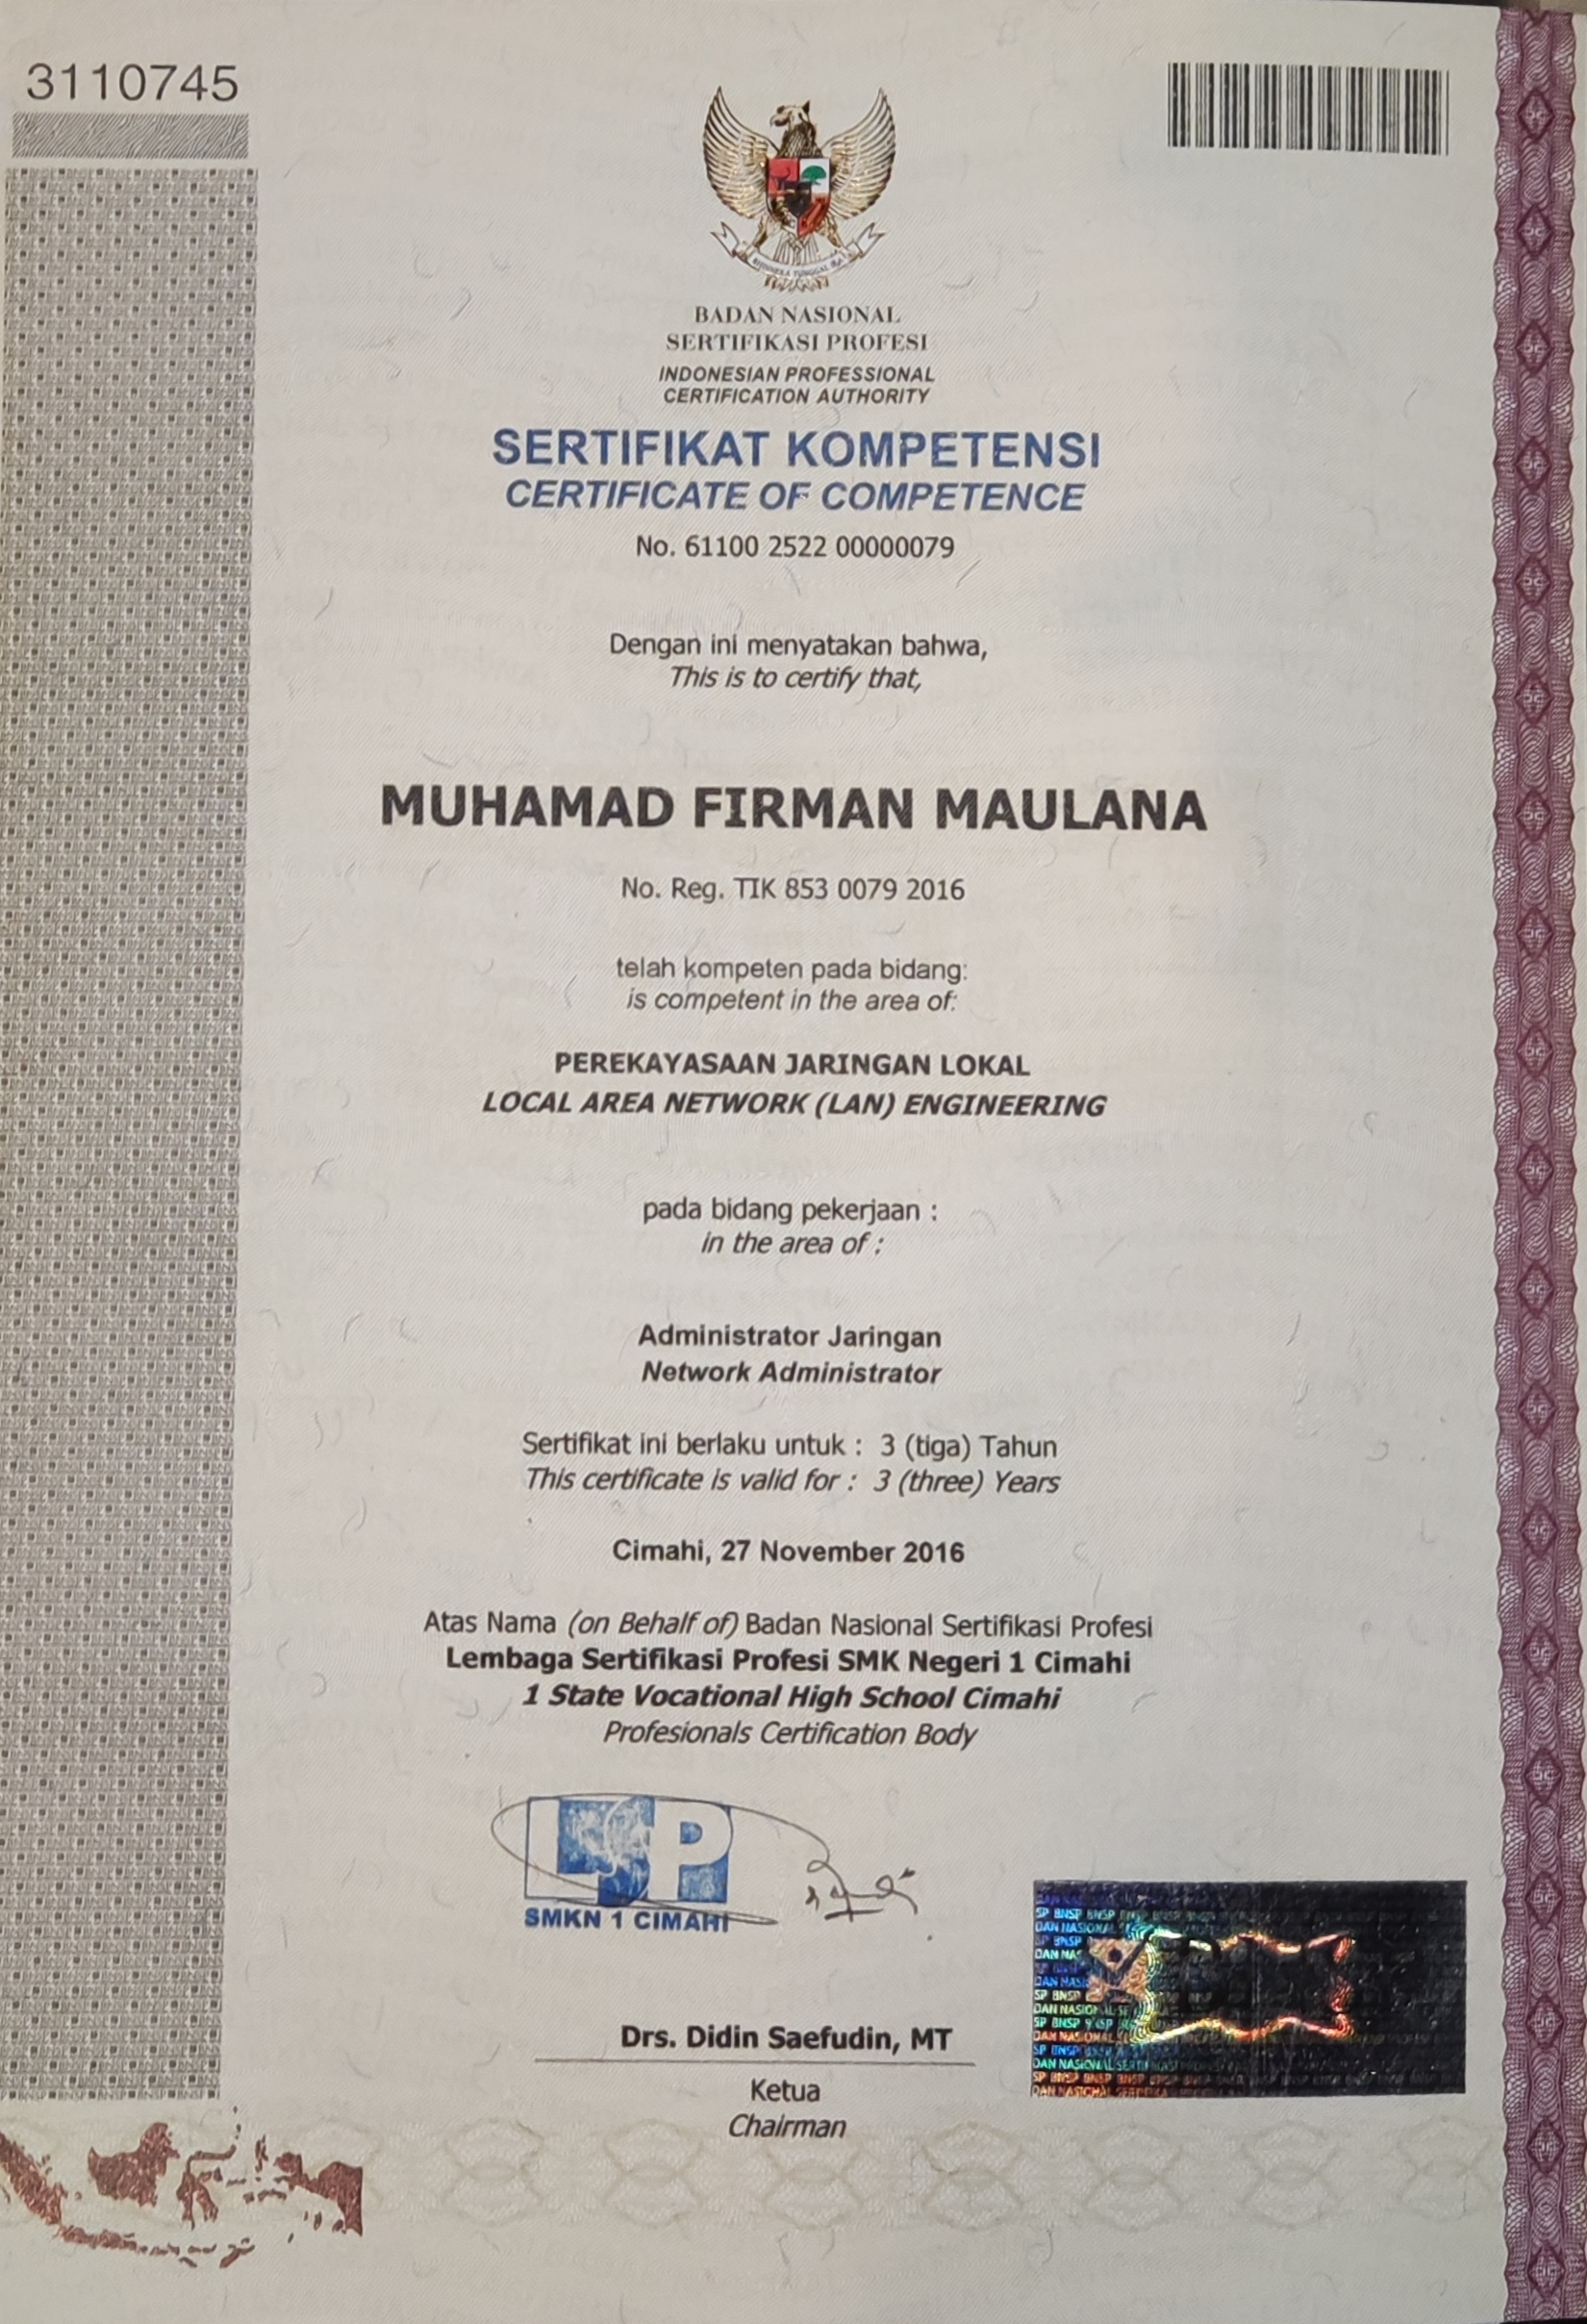 3110745
BADAN NASIONAL
SERTIFIKASI PROFESI
INDONESIAN PROFESSIONAL
CERTIFICATION AUTHORITY
SERTIFIKAT KOMPETENSI
CERTIFICATE OF COMPETENCE
No. 61100 2522 00000079
Dengan ini menyatakan bahwa,
This is to certify that,
MUHAMAD FIRMAN MAULANA
No. Reg. TIK 853 0079 2016
telah kompeten pada bidang:
is competent in the area of:
PEREKAYASAAN JARINGAN LOKAL
LOCAL AREA NETWORK (LAN) ENGINEERING
pada bidang pekerjaan :
in the area of :
Administrator Jaringan
Network Administrator
Sertifikat ini berlaku untuk : 3 (tiga) Tahun
This certificate is valid for : 3 (three) Years
Cimahi, 27 November 2016
Atas Nama (on Behalf of) Badan Nasional Sertifikasi Profesi
Lembaga Sertifikasi Profesi SMK Negeri 1 Cimahi
1 State Vocational High School Cimahi
Profesionals Certification Body
LSP
SMKN 1 CIMAHI
Drs. Didin Saefudin, MT
Ketua
Chairman